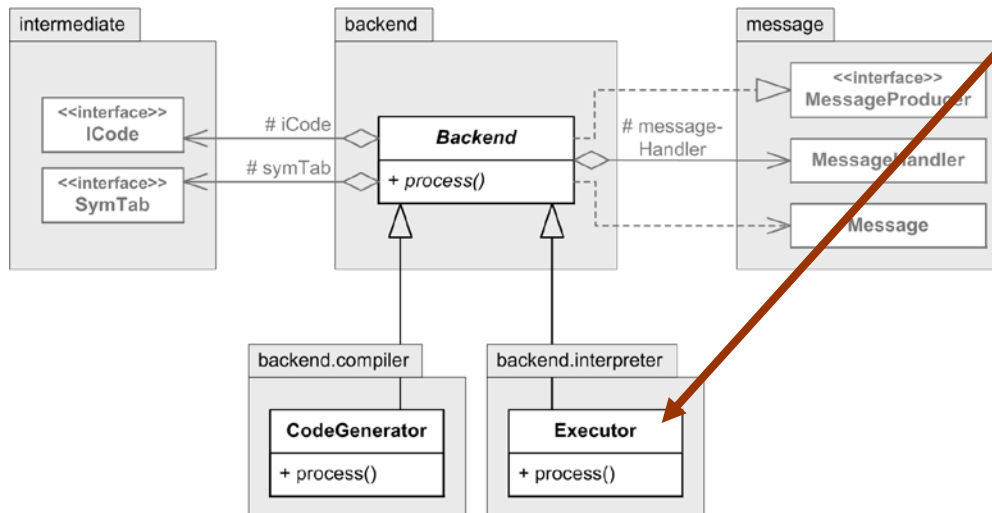 intermediate
backend
message
<<interface>>
ICode
<<interface>>
SymTab
# iCode
# symTab
Backend
+ process()
# message-
Handler
<<interface>>
MessageProducer
MessageHandler
Message
backend.compiler
CodeGenerator
+ process()
backend.interpreter
Executor
+ process()